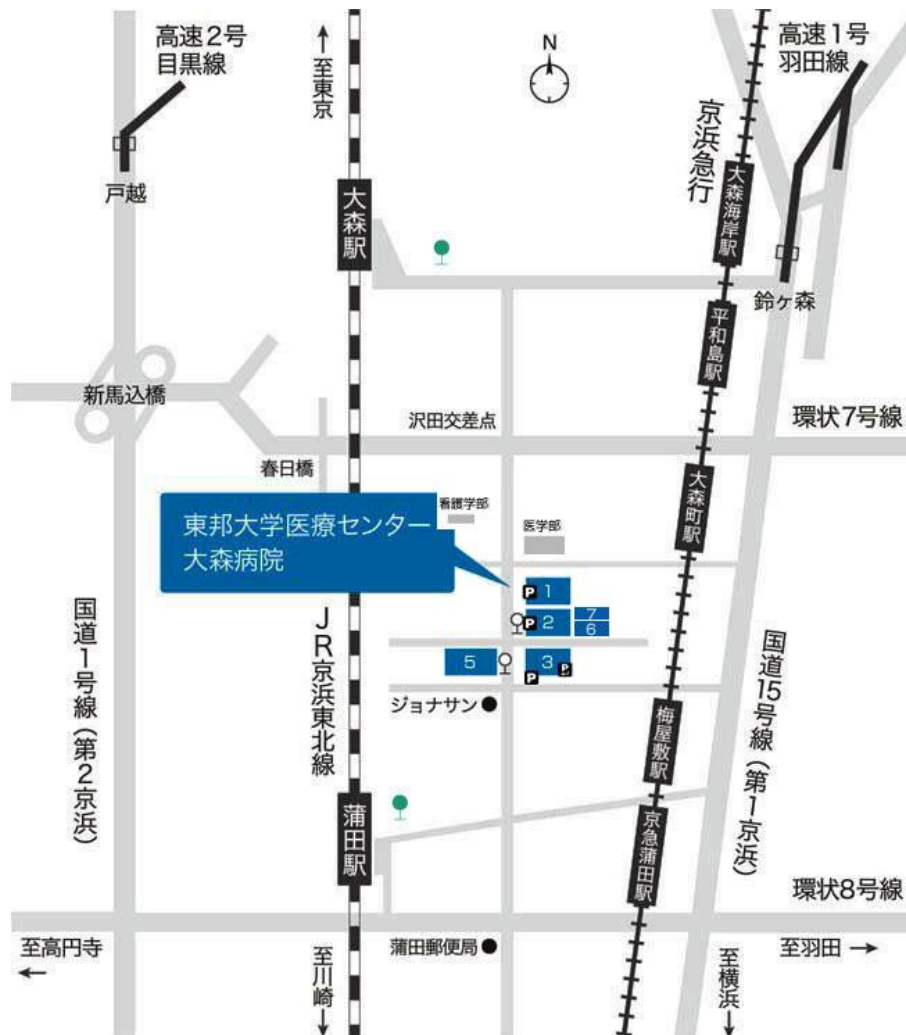 高速2号
目黒線
至東京
N
高速1号
羽田線
京浜急行
戸越
大森駅
大森海岸駅
鈴ヶ森
平和島駅
新馬込橋
沢田交差点
環状7号線
春日橋
大森町駅
看護学部
医学部
東邦大学医療センター
大森病院
P 1
P 2
7
6
5
3
P
P
国道1号線（第2京浜）
JR京浜東北線
ジョナサン
梅屋敷駅
国道15号線（第1京浜）
蒲田駅
京急蒲田駅
環状8号線
至高円寺
蒲田郵便局
至羽田
至川崎
至横浜